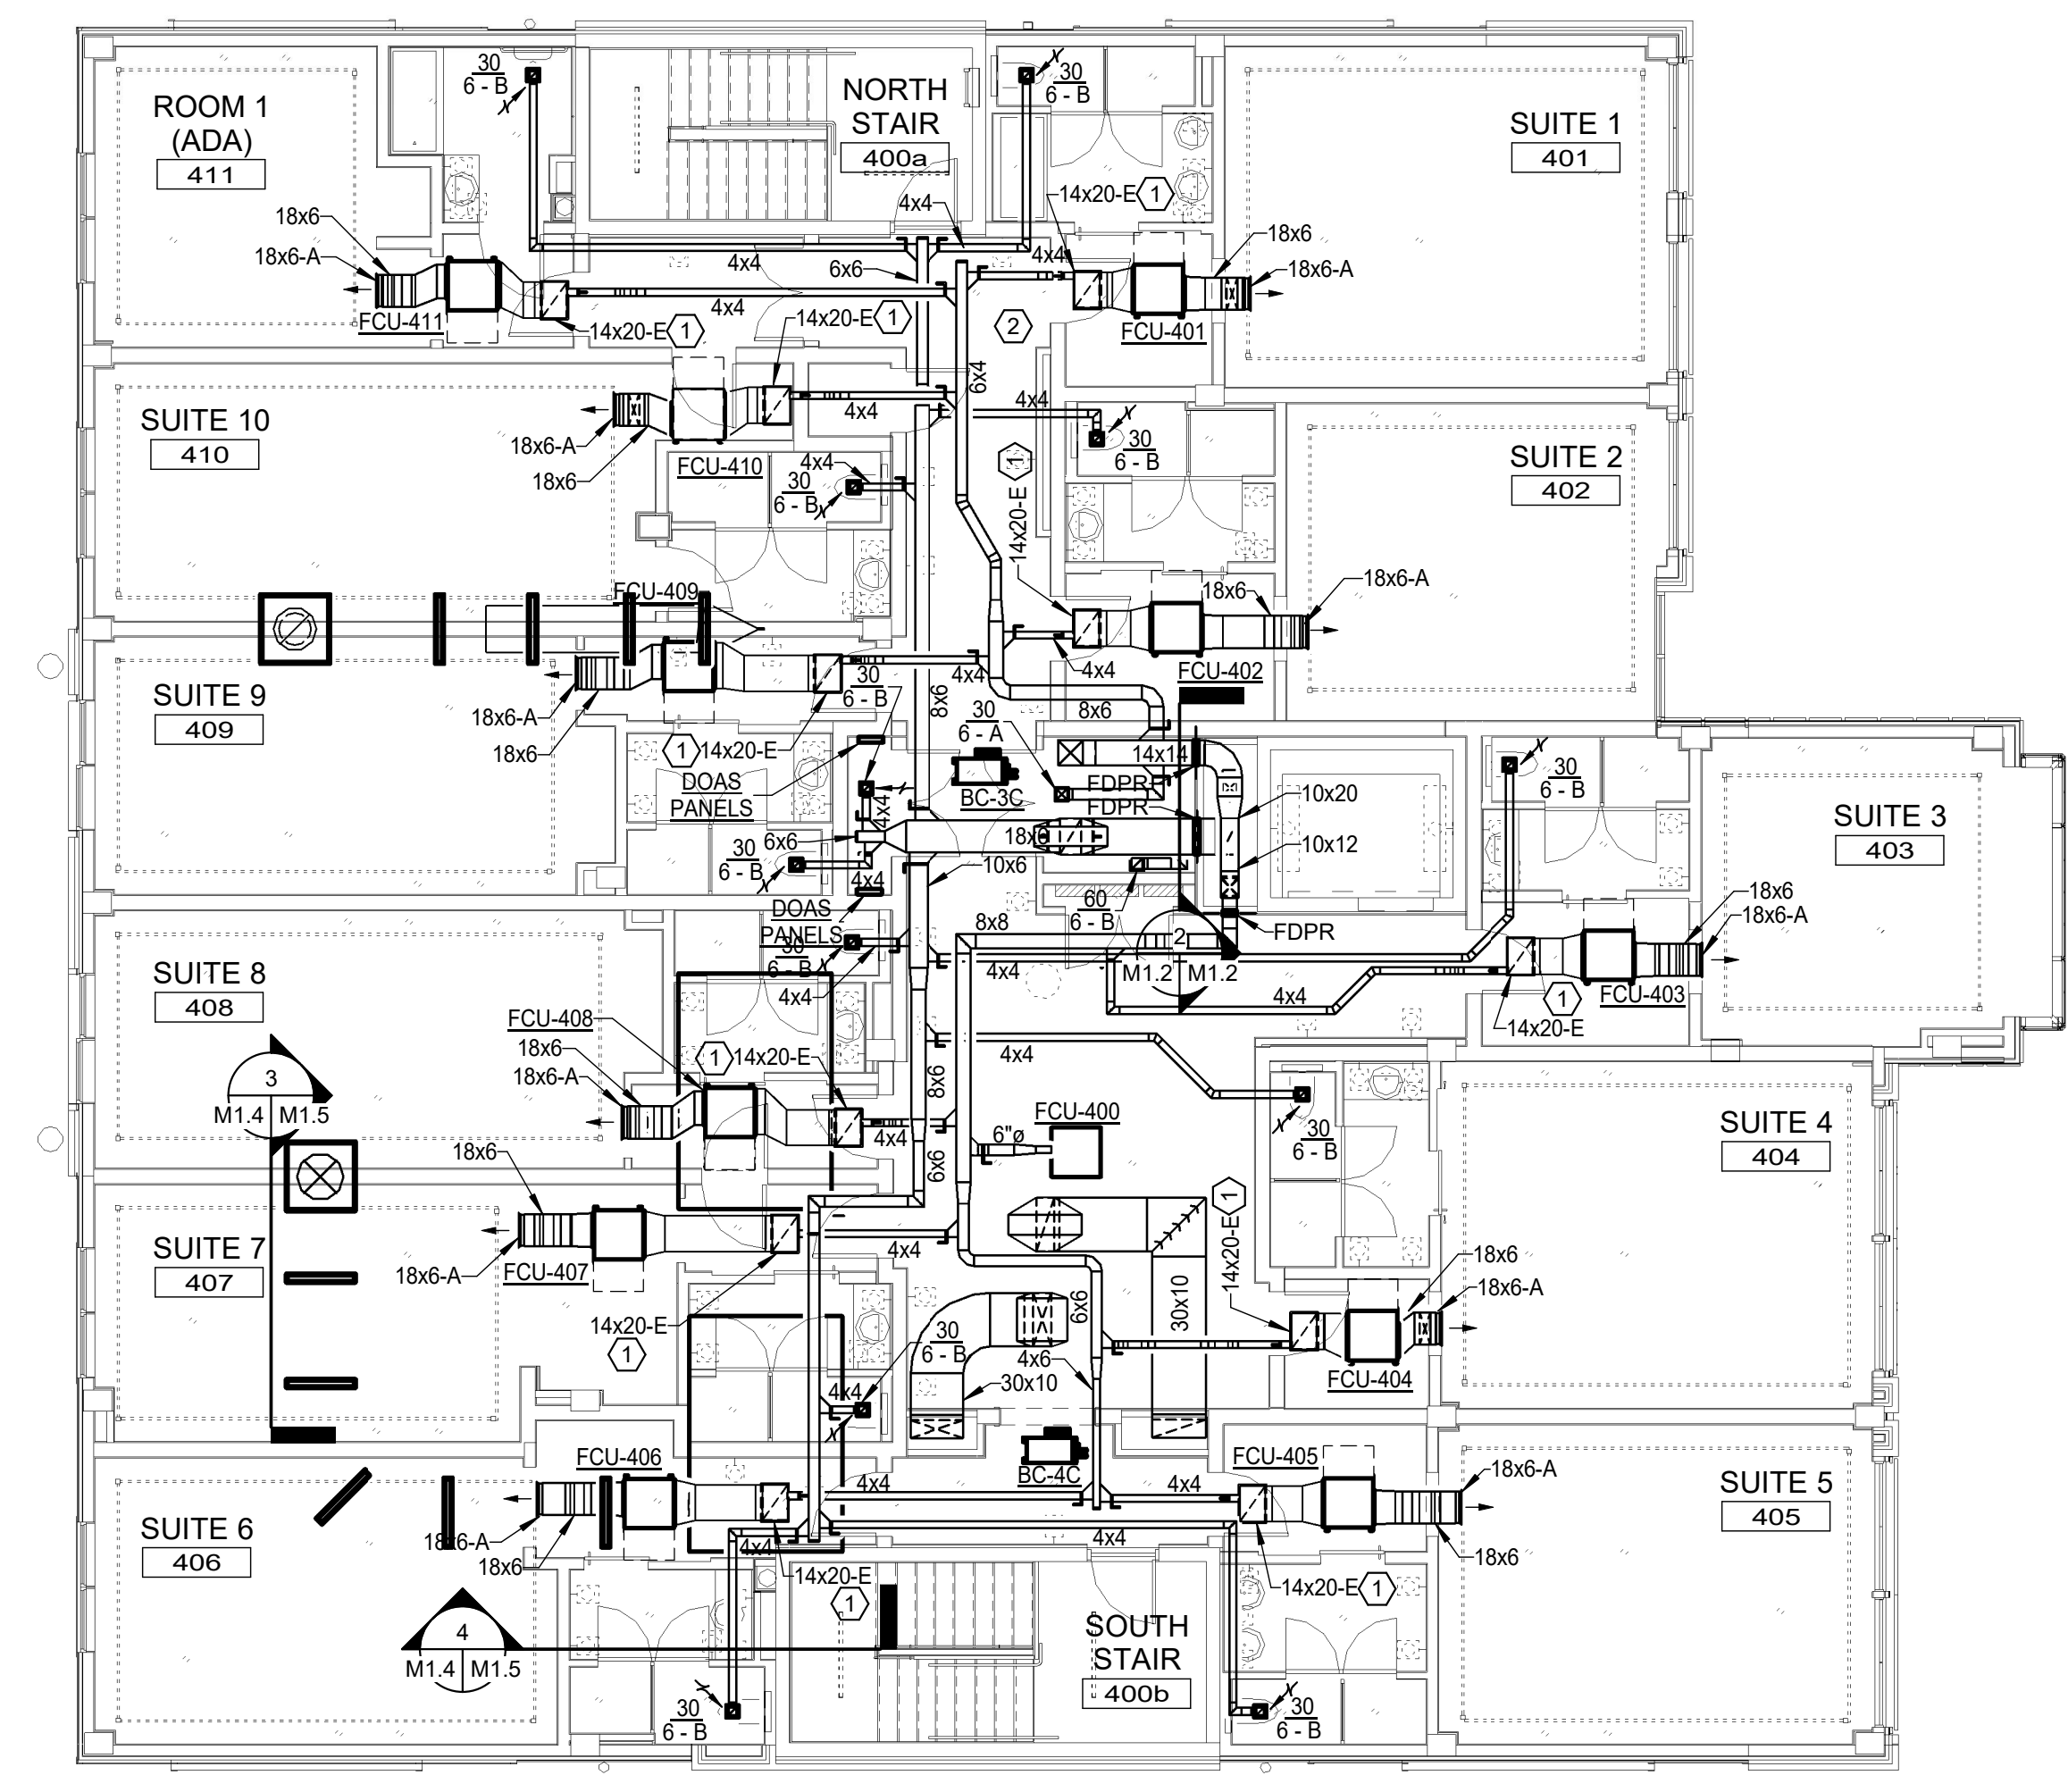 30
6 - B
NORTH
STAIR
400a
30
6 - B
ROOM 1
(ADA)
411
SUITE 1
401
14x20-E
1
4x4
18x6
18x6-A
4x4
6x6
4x4
18x6
18x6-A
4x4
FCU-411
14x20-E
1
14x20-E
1
2
FCU-401
6x4
4x4
4x4
SUITE 10
410
18x6-A
18x6
FCU-410
4x4
30
6 - B
1
14x20-E
30
6 - B
SUITE 2
402
FCU-409
18x6
18x6-A
4x4
4x4
FCU-402
SUITE 9
409
18x6-A
18x6
1
14x20-E
30
6 - B
8x6
30
6 - A
8x6
14x14
FDPR
DOAS
PANELS
4x4
BC-3C
FDPR
10x20
30
6 - B
SUITE 3
403
6x6
18x6
10x12
30
6 - B
4x4
10x6
DOAS
PANELS
60
6 - B
18x6
18x6-A
30
6 - B
8x8
2
M1.2
M1.2
FDPR
4x4
4x4
4x4
1
FCU-403
14x20-E
SUITE 8
408
FCU-408
18x6
18x6-A
1
14x20-E
4x4
8x6
3
M1.4
M1.5
FCU-400
6"ø
4x4
6x6
30
6 - B
SUITE 4
404
18x6
SUITE 7
407
18x6-A
FCU-407
4x4
1
14x20-E
18x6
18x6-A
14x20-E
1
30
6 - B
4x4
6x6
4x6
30x10
30x10
FCU-404
FCU-406
4x4
BC-4C
4x4
FCU-405
18x6-A
SUITE 5
405
SUITE 6
406
18x6-A
18x6
4x4
4x4
18x6
14x20-E
1
14x20-E
1
4
M1.4
M1.5
SOUTH
STAIR
400b
30
6 - B
30
6 - B